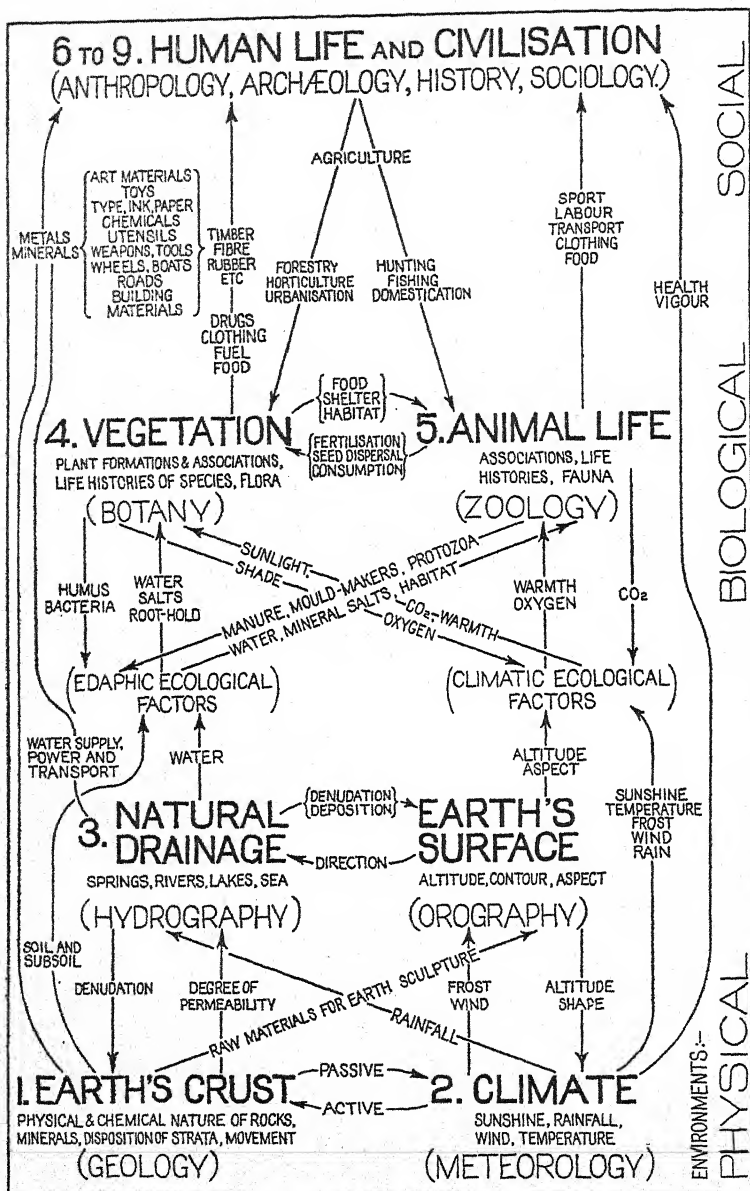 6 TO 9. HUMAN LIFE AND CIVILISATION
(ANTHROPOLOGY, ARCHÆOLOGY, HISTORY, SOCIOLOGY.)
AGRICULTURE
METALS
MINERALS
ART MATERIALS
TOYS
TYPE, INK, PAPER
CHEMICALS
UTENSILS
WEAPONS, TOOLS
WHEELS, BOATS
ROADS
BUILDING
MATERIALS
TIMBER
FIBRE
RUBBER
ETC
DRUGS
CLOTHING
FUEL
FOOD
FORESTRY
HORTICULTURE
URBANISATION
HUNTING
FISHING
DOMESTICATION
SPORT
LABOUR
TRANSPORT
CLOTHING
FOOD
HEALTH
VIGOUR
SOCIAL
4. VEGETATION
PLANT FORMATIONS & ASSOCIATIONS,
LIFE HISTORIES OF SPECIES, FLORA
(BOTANY)
FOOD
SHELTER
HABITAT
FERTILISATION
SEED DISPERSAL
CONSUMPTION
5. ANIMAL LIFE
ASSOCIATIONS, LIFE
HISTORIES, FAUNA
(ZOOLOGY)
BIOLOGICAL
HUMUS
BACTERIA
WATER
SALTS
ROOT-HOLD
SUNLIGHT,
CO2, WARMTH
SHADE
OXYGEN
MANURE, MOULD-MAKERS, PROTOZOA
WATER, MINERAL SALTS, HABITAT
WARMTH
OXYGEN
CO2
(EDAPHIC ECOLOGICAL
FACTORS)
(CLIMATIC ECOLOGICAL
FACTORS)
WATER SUPPLY,
POWER AND
TRANSPORT
WATER
ALTITUDE
ASPECT
SUNSHINE
TEMPERATURE
FROST
WIND
RAIN
3. NATURAL
DRAINAGE
SPRINGS, RIVERS, LAKES, SEA
(HYDROGRAPHY)
DENUDATION
DEPOSITION
DIRECTION
EARTH'S
SURFACE
ALTITUDE, CONTOUR, ASPECT
(OROGRAPHY)
SOIL AND
SUBSOIL
DENUDATION
DEGREE OF
PERMEABILITY
RAW MATERIALS FOR EARTH SCULPTURE
RAINFALL
FROST
WIND
ALTITUDE
SHAPE
1. EARTH'S CRUST
PHYSICAL & CHEMICAL NATURE OF ROCKS,
MINERALS, DISPOSITION OF STRATA, MOVEMENT
(GEOLOGY)
PASSIVE
ACTIVE
2. CLIMATE
SUNSHINE, RAINFALL,
WIND, TEMPERATURE
(METEOROLOGY)
ENVIRONMENTS:-
PHYSICAL